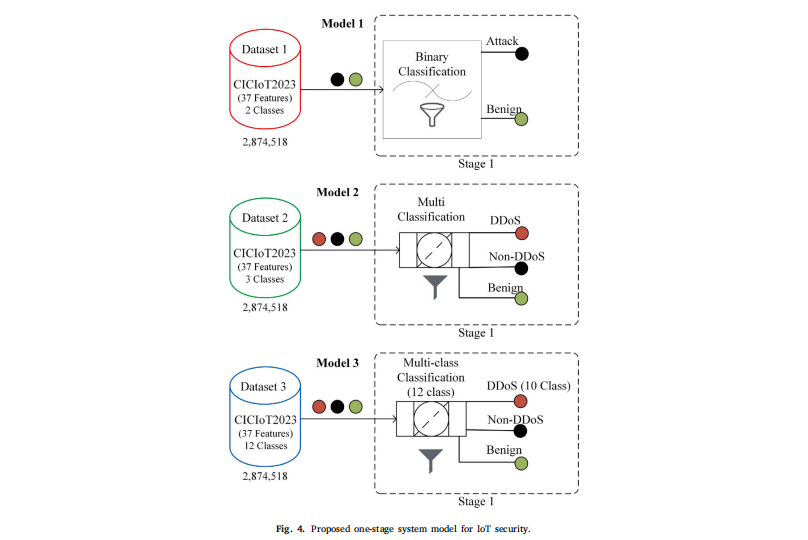 Model 1
Dataset 1
CICIoT2023
(37 Features)
2 Classes
2,874,518
Binary
Classification
Attack
Benign
Stage 1
Model 2
Dataset 2
CICIoT2023
(37 Features)
3 Classes
2,874,518
Multi
Classification
DDoS
Non-DDoS
Benign
Stage 1
Model 3
Dataset 3
CICIoT2023
(37 Features)
12 Classes
2,874,518
Multi-class
Classification
(12 class)
DDoS (10 Class)
Non-DDoS
Benign
Stage 1
Fig. 4. Proposed one-stage system model for IoT security.